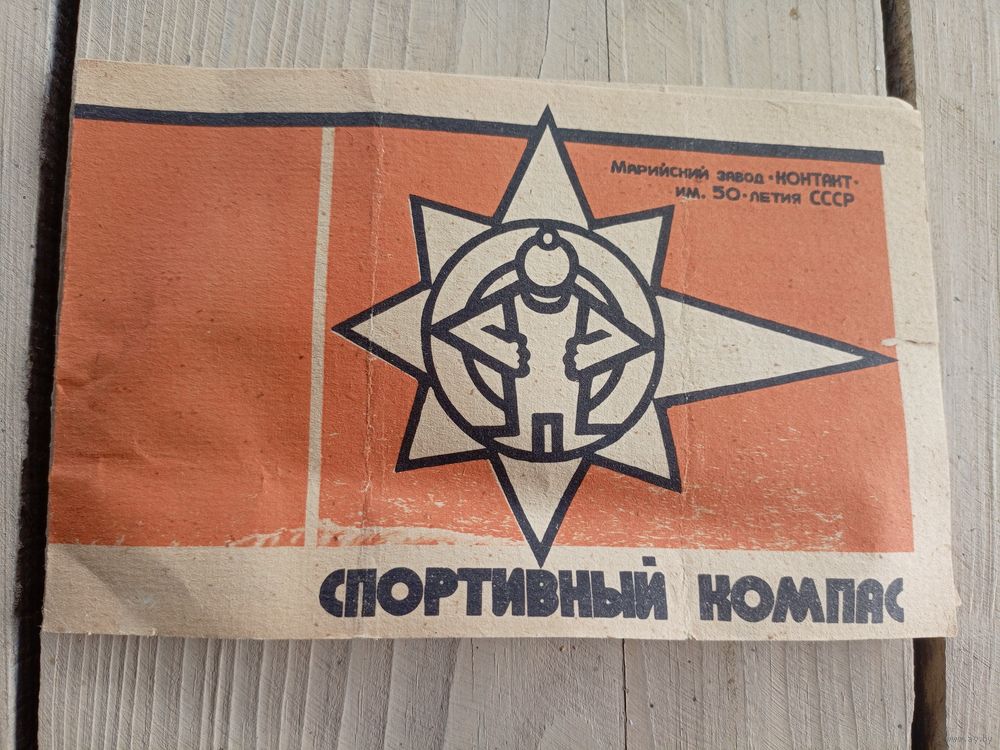 Марийский завод •КОНТАКТ•
им. 50-летия СССР
СПОРТИВНЫЙ КОМПАС